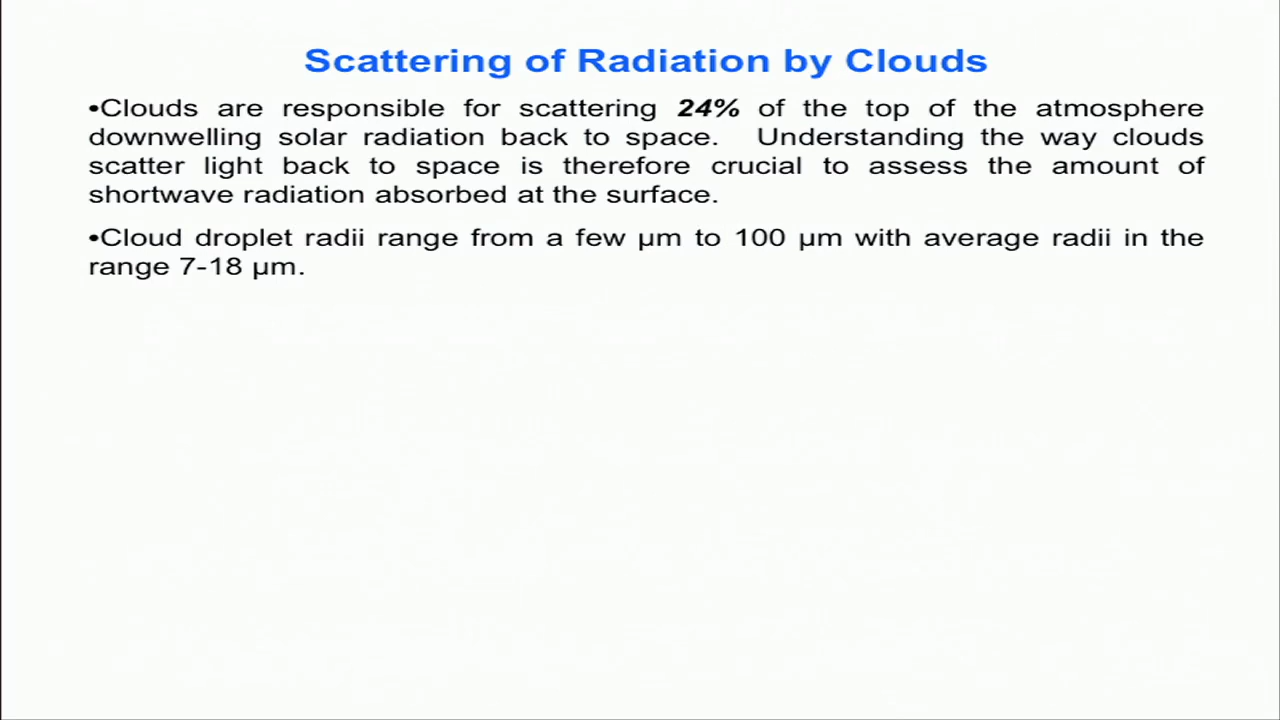 Scattering of Radiation by Clouds
•Clouds are responsible for scattering 24% of the top of the atmosphere
downwelling solar radiation back to space. Understanding the way clouds
scatter light back to space is therefore crucial to assess the amount of
shortwave radiation absorbed at the surface.
•Cloud droplet radii range from a few µm to 100 µm with average radii in the
range 7-18 µm.